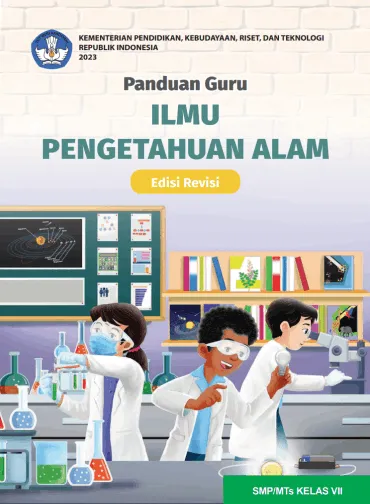 KEMENTERIAN PENDIDIKAN, KEBUDAYAAN, RISET, DAN TEKNOLOGI
REPUBLIK INDONESIA
2023
Panduan Guru
ILMU
PENGETAHUAN ALAM
Edisi Revisi
SMP/MTs KELAS VII